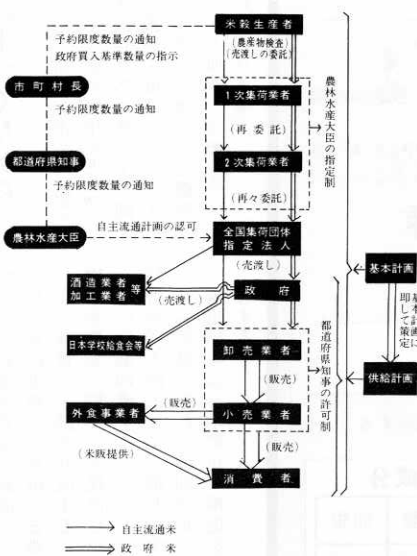 米穀生産者
予約限度数量の通知
政府買入基準数量の指示
(農産物検査)
(売渡しの委託)
市町村長
1次集荷業者
予約限度数量の通知
(再委託)
農林水産大臣の指定制
都道府県知事
2次集荷業者
予約限度数量の通知
(再々委託)
自主流通計画の認可
全国集荷団体
指定法人
農林水産大臣
(売渡し)
基本計画
酒造業者
加工業者
等
(売渡し)
政府
基本計画に
即して策定
日本学校給食会等
卸売業者
都道府県知事の許可制
供給計画
(販売)
外食事業者
(販売)
小売業者
(米飯提供)
(販売)
消費者
自主流通米
政府米